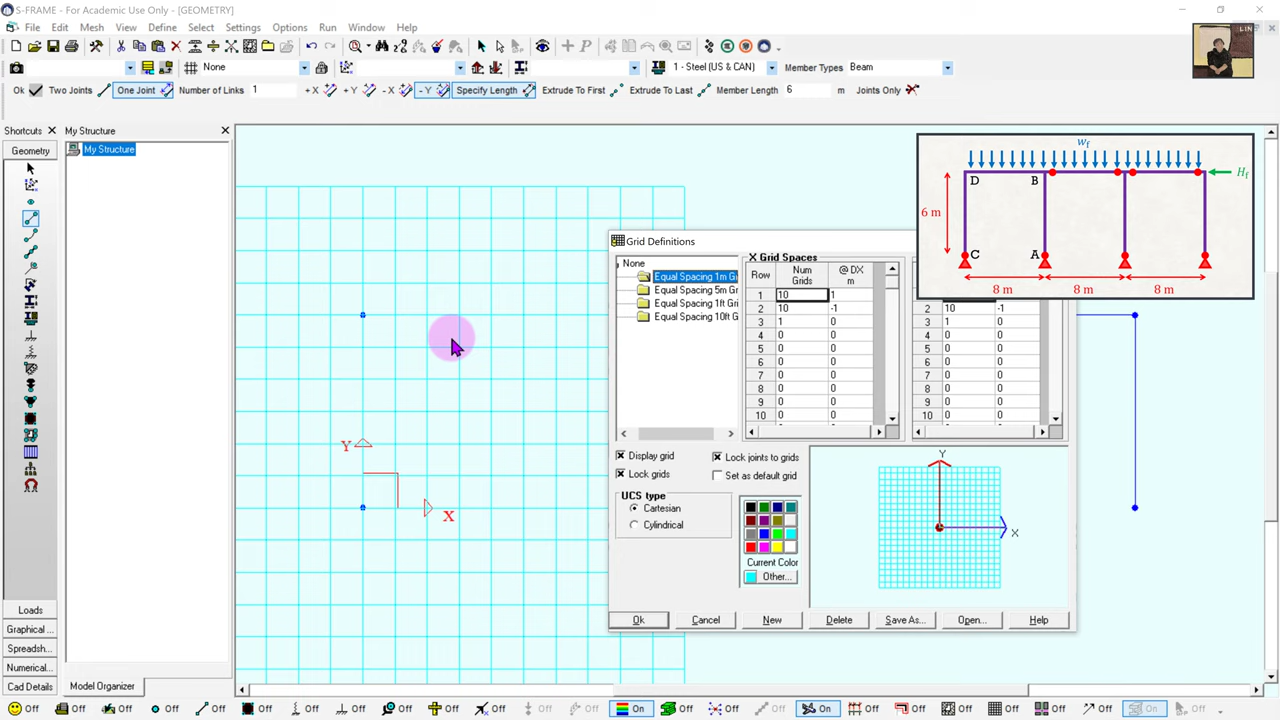 S-FRAME - For Academic Use Only - [GEOMETRY]
File Edit Mesh View Define Select Settings Options Run Window Help
LIN
None 1 - Steel (US & CAN) Member Types Beam
Ok Two Joints One Joint Number of Links 1 + X + Y - X - Y Specify Length Extrude To First Extrude To Last Member Length 6 m Joints Only
Shortcuts My Structure
Geometry My Structure
Loads
Graphical ...
Spreadsh...
Numerical...
Cad Details Model Organizer
Y
X
wf
D B Hf
6 m
C A
8 m 8 m 8 m
Grid Definitions
None
Equal Spacing 1m Gr
Equal Spacing 5m Gr
Equal Spacing 1ft Gri
Equal Spacing 10ft G
X Grid Spaces
Row Num Grids @ DX m
1 10 1
2 10 -1
3 1 0
4 0 0
5 0 0
6 0 0
7 0 0
8 0 0
9 0 0
10 0 0
2 10 -1
3 1 0
4 0 0
5 0 0
6 0 0
7 0 0
8 0 0
9 0 0
10 0 0
Display grid Lock joints to grids
Lock grids Set as default grid
UCS type
Cartesian
Cylindrical
Current Color
Other...
Y
X
Ok Cancel New Delete Save As... Open... Help
Off Off Off Off Off Off Off Off Off Off Off Off Off Off On Off Off Off On Off Off Off Off Off Off On Off